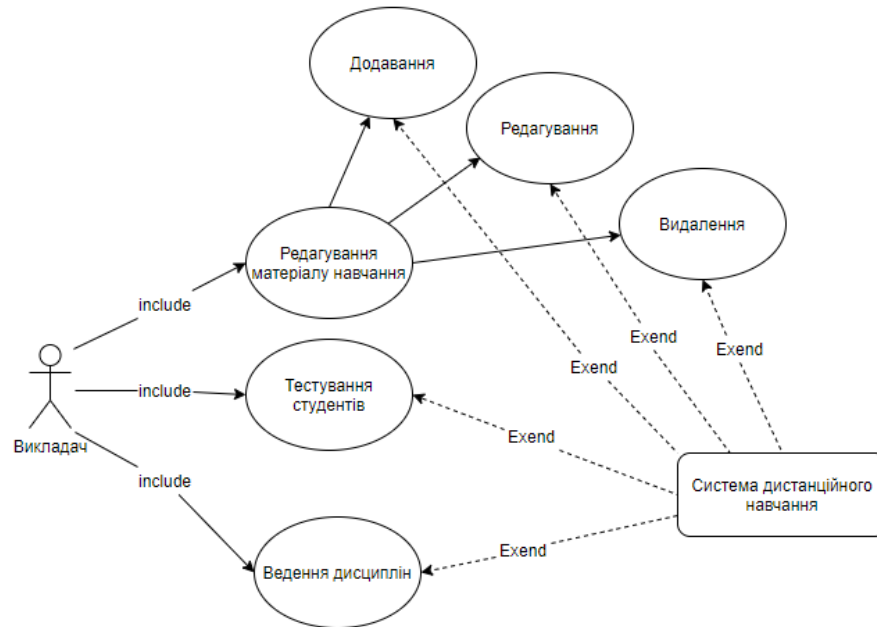 Додавання
Редагування
Видалення
Редагування
матеріалу навчання
include
Exend
Exend
Exend
include
Тестування
студентів
Викладач
Exend
include
Система дистанційного
навчання
Exend
Ведення дисциплін